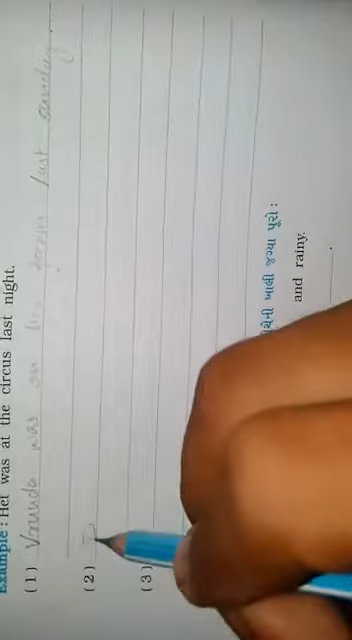 Example : Het was at the circus last night.
(1) Vrunda was on his farm last sunday.
(2)
(3)
ખાલી જગ્યા પૂરો :
and rainy.